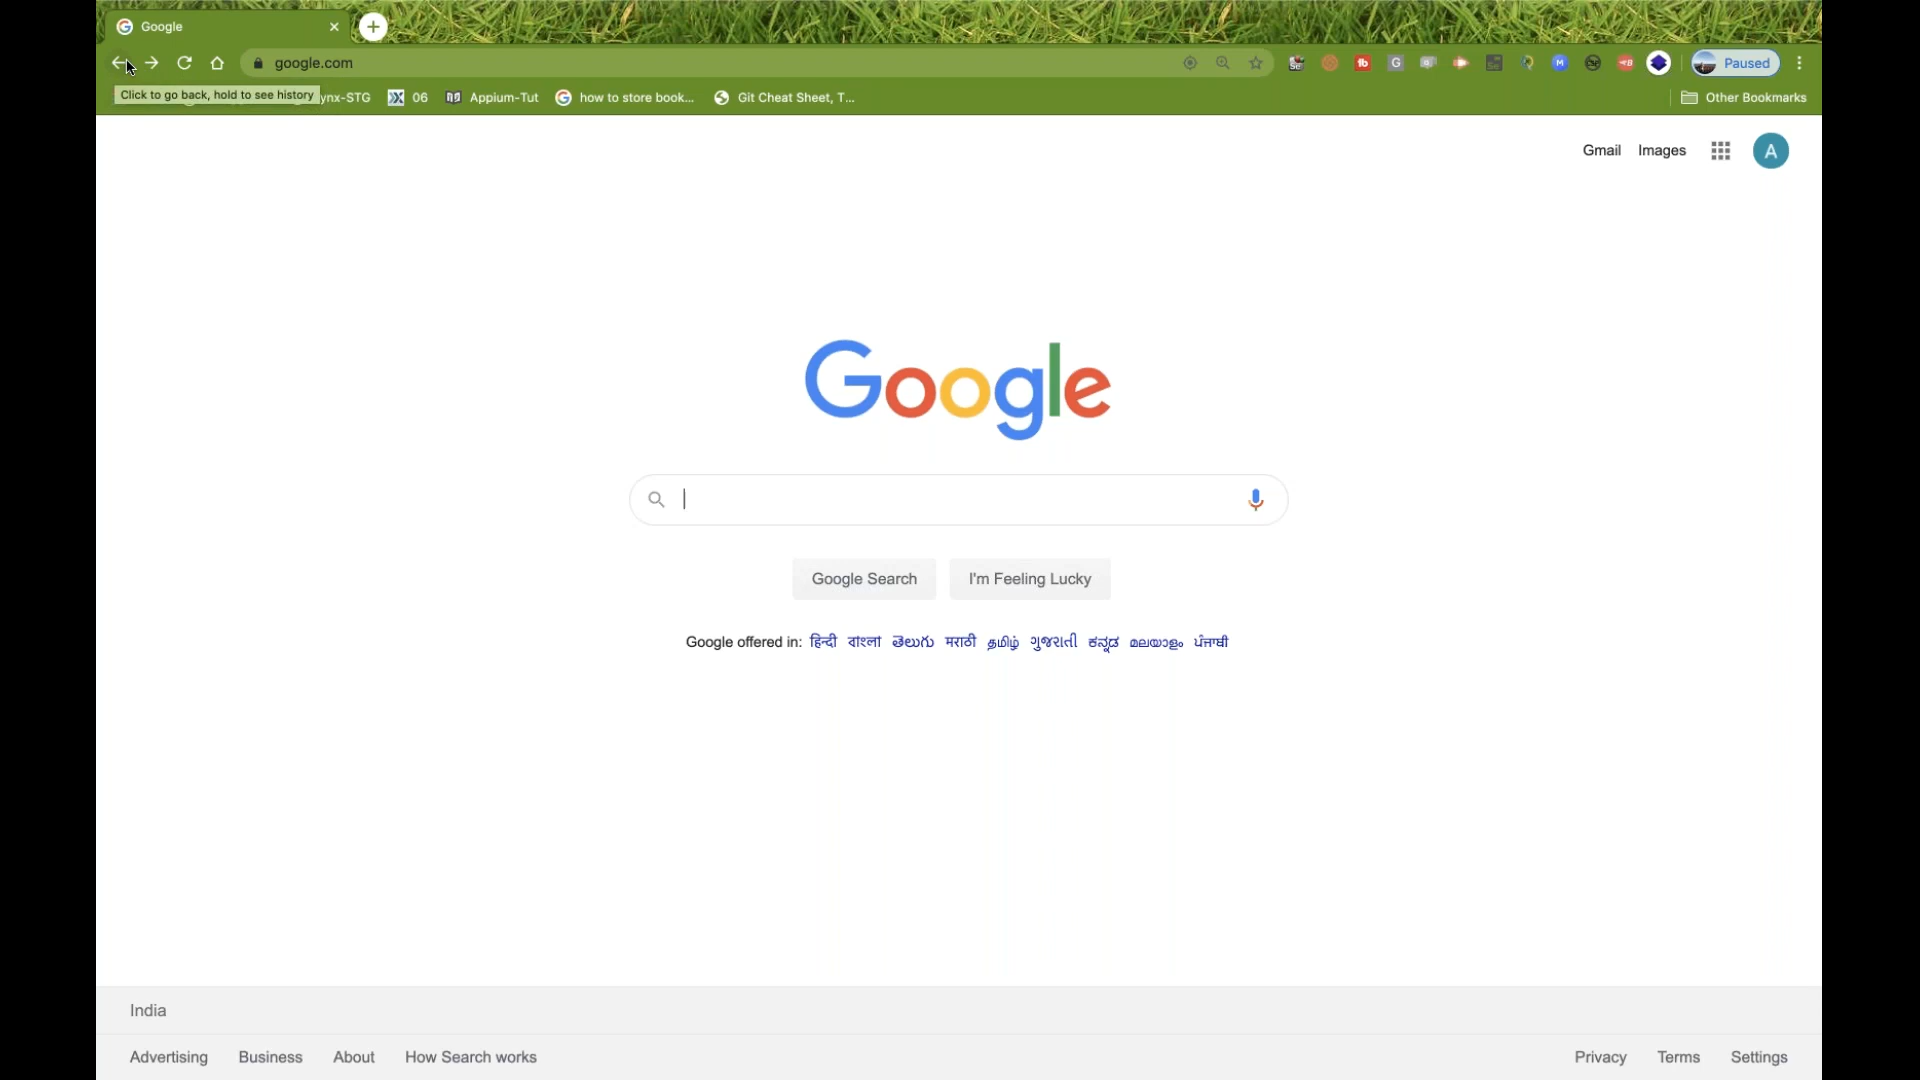 Google
google.com
Paused
Click to go back, hold to see history
ynx-STG
06
Appium-Tut
how to store book...
Git Cheat Sheet, T...
Other Bookmarks
Gmail
Images
A
Google
Google Search
I'm Feeling Lucky
Google offered in: हिन्दी বাংলা తెలుగు मराठी தமிழ் ગુજરાતી ಕನ್ನಡ മലയാളം ਪੰਜਾਬੀ
India
Advertising
Business
About
How Search works
Privacy
Terms
Settings